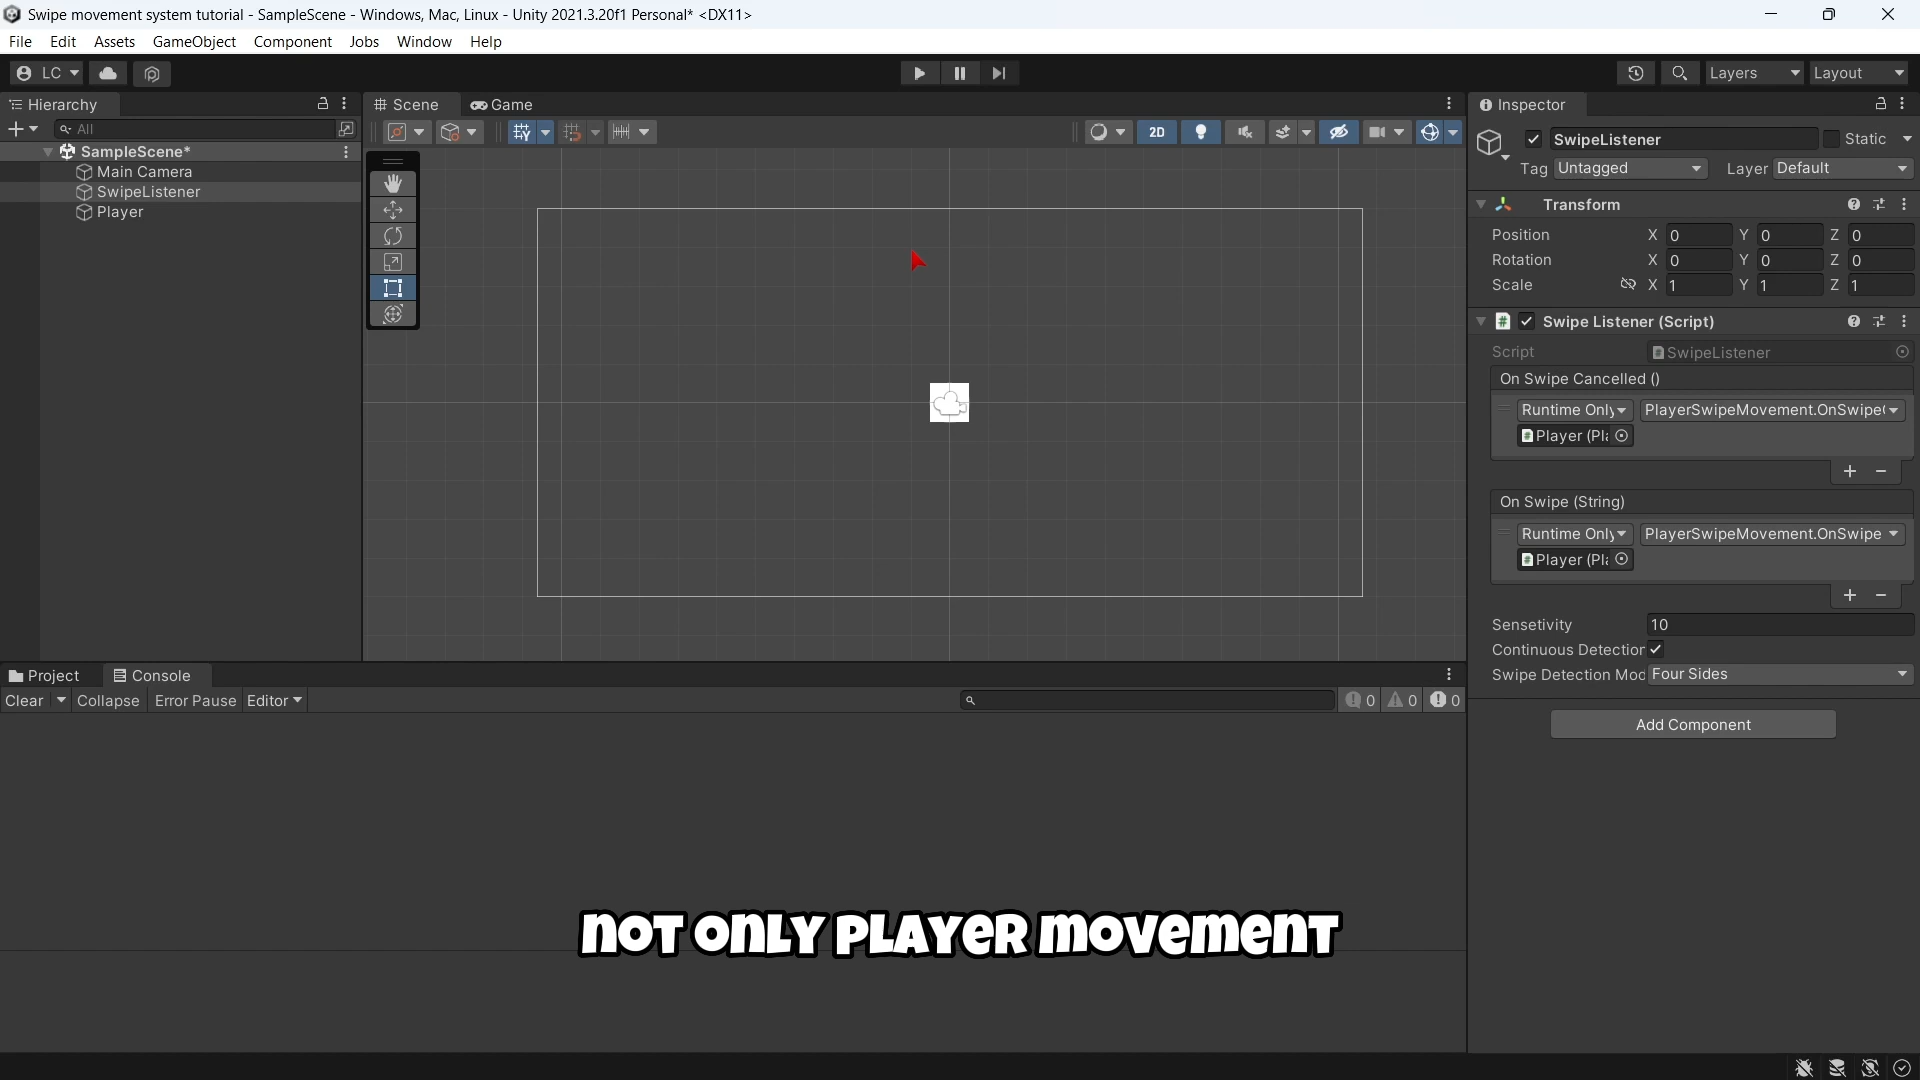 Swipe movement system tutorial - SampleScene - Windows, Mac, Linux - Unity 2021.3.20f1 Personal* <DX11>
File Edit Assets GameObject Component Jobs Window Help
LC
Layers
Layout
Hierarchy
All
SampleScene*
Main Camera
SwipeListener
Player
Scene
Game
2D
Inspector
SwipeListener
Static
Tag Untagged Layer Default
Transform
Position X 0 Y 0 Z 0
Rotation X 0 Y 0 Z 0
Scale X 1 Y 1 Z 1
Swipe Listener (Script)
Script SwipeListener
On Swipe Cancelled ()
Runtime Only PlayerSwipeMovement.OnSwipe(
Player (Pl
On Swipe (String)
Runtime Only PlayerSwipeMovement.OnSwipe
Player (Pl
Sensetivity 10
Continuous Detection
Swipe Detection Mod Four Sides
Add Component
Project
Console
Clear Collapse Error Pause Editor
0 0 0
not only player movement